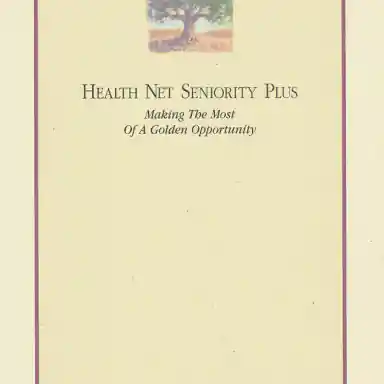 Health Net Seniority Plus
Making The Most
Of A Golden Opportunity